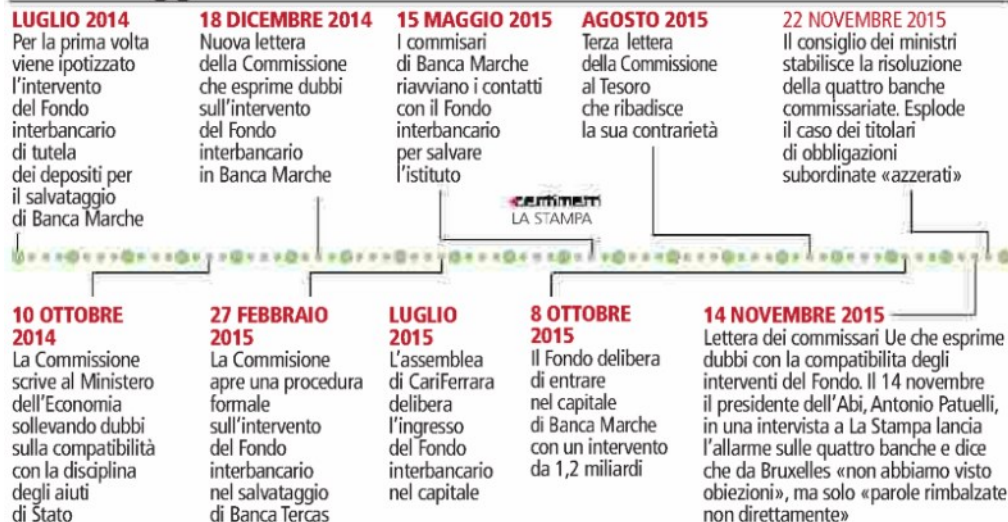 LUGLIO 2014
Per la prima volta
viene ipotizzato
l'intervento
del Fondo
interbancario
di tutela
dei depositi per
il salvataggio
di Banca Marche
18 DICEMBRE 2014
Nuova lettera
della Commissione
che esprime dubbi
sull'intervento
del Fondo
interbancario
in Banca Marche
15 MAGGIO 2015
I commisari
di Banca Marche
riavviano i contatti
con il Fondo
interbancario
per salvare
l'istituto
AGOSTO 2015
Terza lettera
della Commissione
al Tesoro
che ribadisce
la sua contrarietà
22 NOVEMBRE 2015
Il consiglio dei ministri
stabilisce la risoluzione
della quattro banche
commissariate. Esplode
il caso dei titolari
di obbligazioni
subordinate «azzerati»
centimetri
LA STAMPA
10 OTTOBRE
2014
La Commissione
scrive al Ministero
dell'Economia
sollevando dubbi
sulla compatibilità
con la disciplina
degli aiuti
di Stato
27 FEBBRAIO
2015
La Commisione
apre una procedura
formale
sull'intervento
del Fondo
interbancario
nel salvataggio
di Banca Tercas
LUGLIO
2015
L'assemblea
di CariFerrara
delibera
l'ingresso
del Fondo
interbancario
nel capitale
8 OTTOBRE
2015
Il Fondo delibera
di entrare
nel capitale
di Banca Marche
con un intervento
da 1,2 miliardi
14 NOVEMBRE 2015
Lettera dei commissari Ue che esprime
dubbi con la compatibilita degli
interventi del Fondo. Il 14 novembre
il presidente dell'Abi, Antonio Patuelli,
in una intervista a La Stampa lancia
l'allarme sulle quattro banche e dice
che da Bruxelles «non abbiamo visto
obiezioni», ma solo «parole rimbalzate
non direttamente»